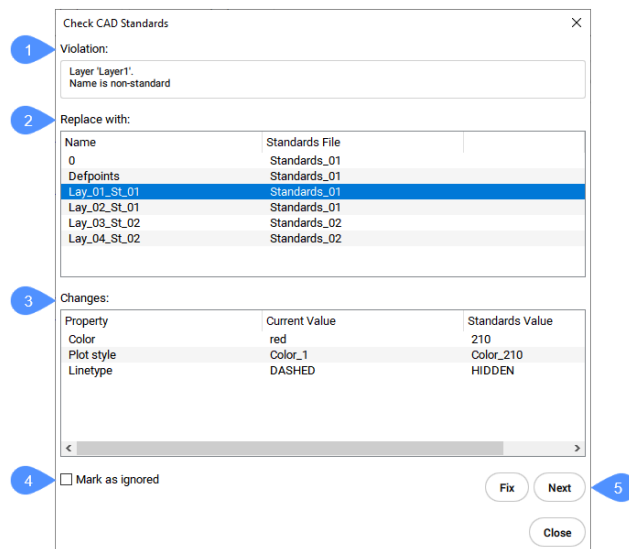 Check CAD Standards
1 Violation:
Layer 'Layer1'.
Name is non-standard
2 Replace with:
Name Standards File
0 Standards_01
Defpoints Standards_01
Lay_01_St_01 Standards_01
Lay_02_St_01 Standards_01
Lay_03_St_02 Standards_02
Lay_04_St_02 Standards_02
3 Changes:
Property Current Value Standards Value
Color red 210
Plot style Color_1 Color_210
Linetype DASHED HIDDEN
4 Mark as ignored
Fix Next 5
Close